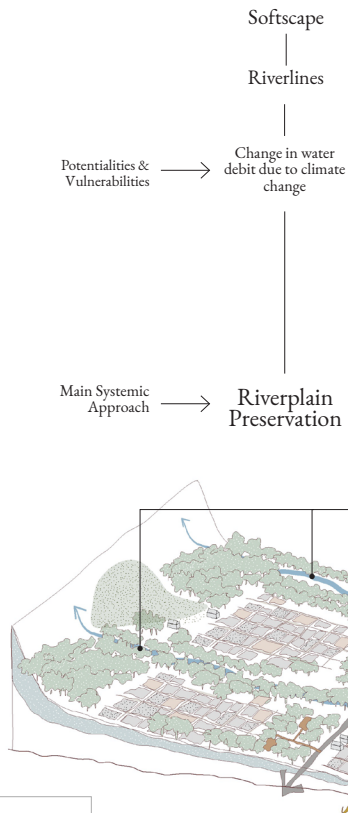 Softscape
Riverlines
Potentialities &
Vulnerabilities
Change in water
debit due to climate
change
Main Systemic
Approach
Riverplain
Preservation